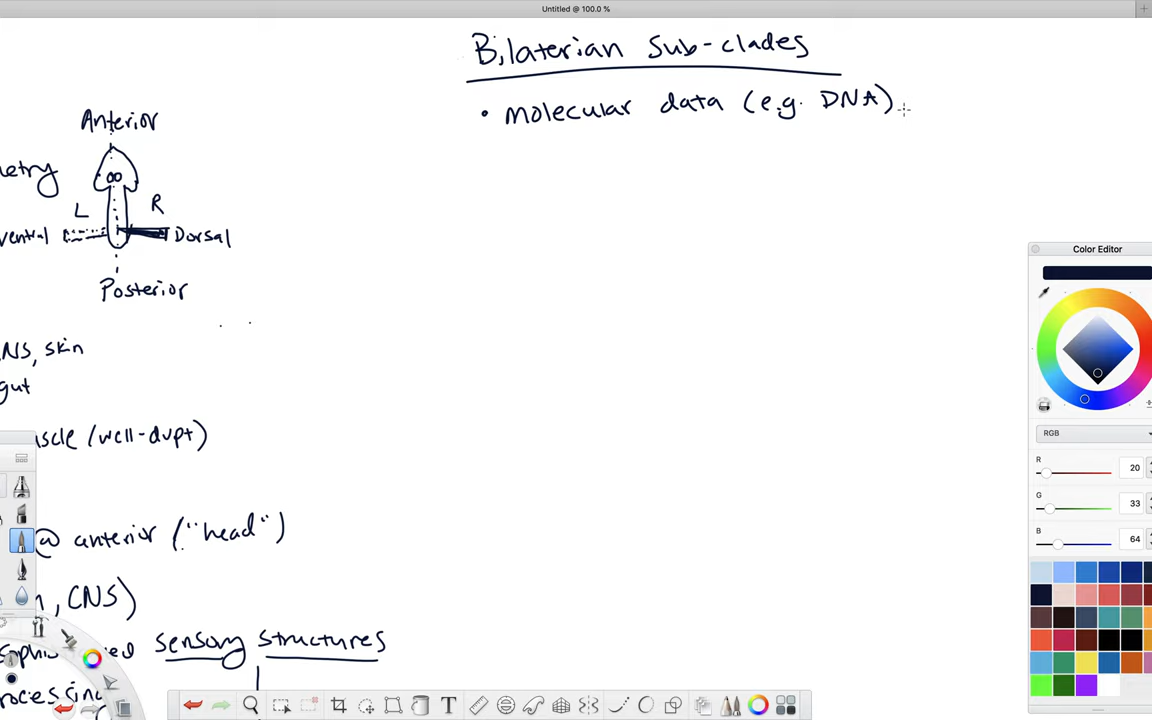 Untitled @ 100.0 %
Bilaterian Sub-clades
• molecular data (e.g. DNA)
Anterior
L R
Dorsal
Posterior
NS, skin
gut
(well-dvpt)
@ anterior ("head")
, CNS)
sensory structures
Color Editor
RGB
R 20
G 33
B 64
T